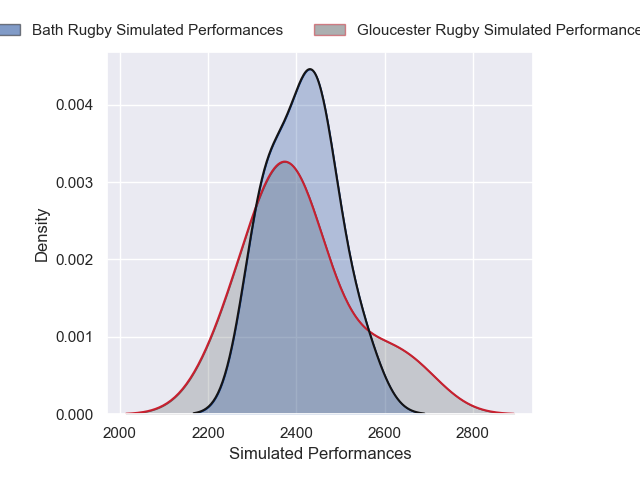 Bath Rugby Simulated Performances
Gloucester Rugby Simulated Performance
0.004
0.003
0.002
0.001
0.000
Density
2000 2200 2400 2600 2800
Simulated Performances